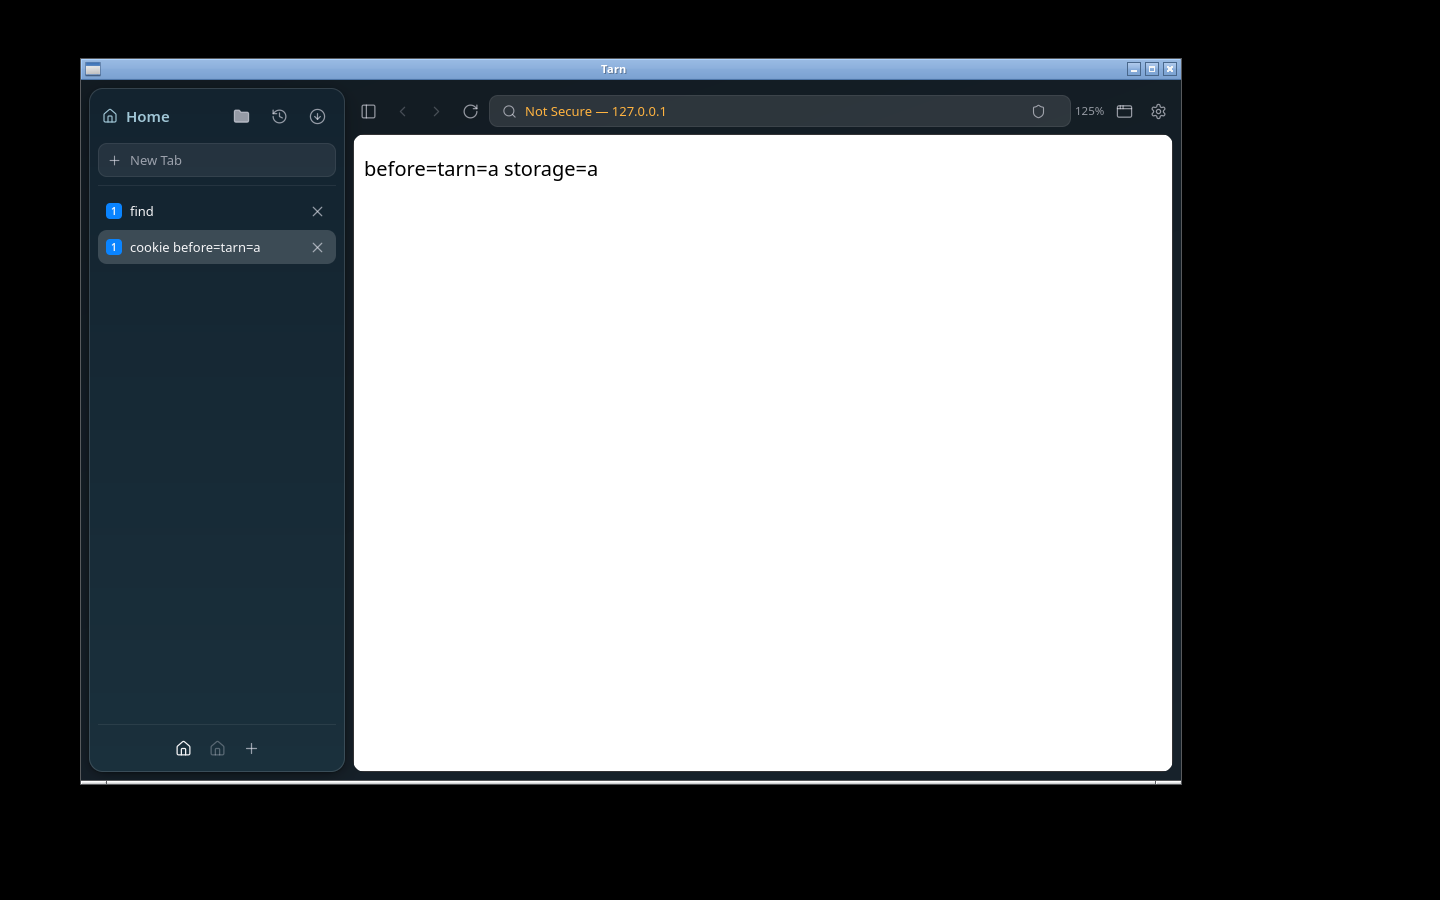 Tarn
Home
Not Secure — 127.0.0.1
125%
New Tab
1 find
1 cookie before=tarn=a
before=tarn=a storage=a